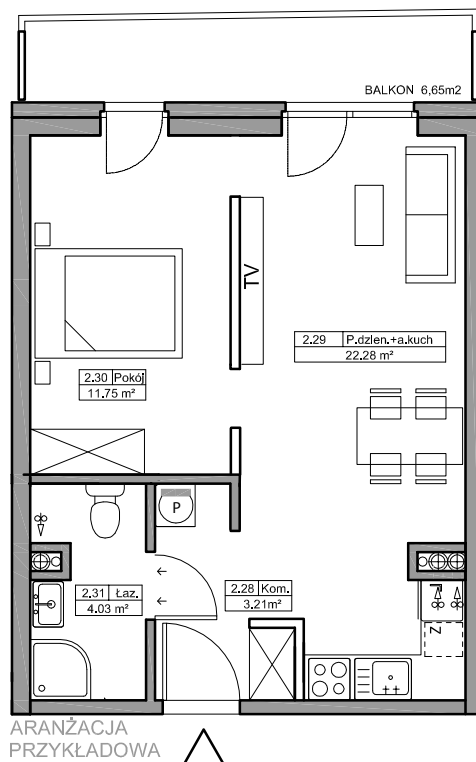 BALKON 6,65m2
TV
2.29 P.dzien.+a.kuch
22.28 m²
2.30 Pokój
11.75 m²
P
2.31 Łaz.
4.03 m²
2.28 Kom.
3.21m²
Z
ARANŻACJA
PRZYKŁADOWA